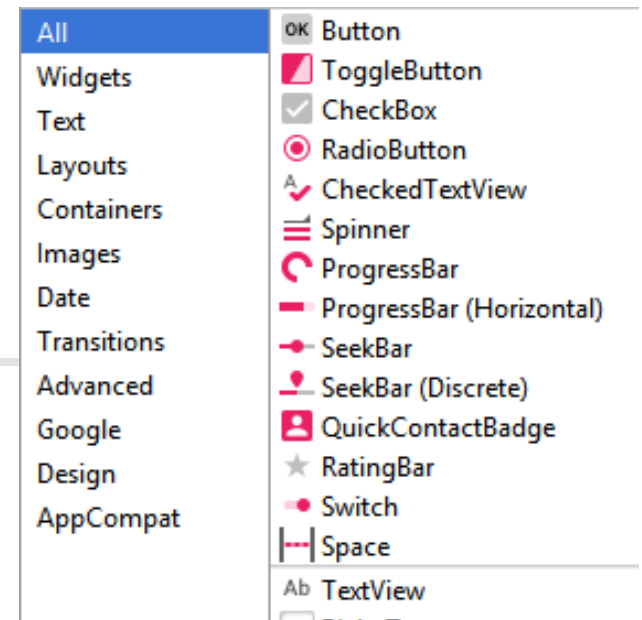 All
Widgets
Text
Layouts
Containers
Images
Date
Transitions
Advanced
Google
Design
AppCompat
OK Button
ToggleButton
CheckBox
RadioButton
A CheckedTextView
Spinner
ProgressBar
ProgressBar (Horizontal)
SeekBar
SeekBar (Discrete)
QuickContactBadge
RatingBar
Switch
Space
Ab TextView